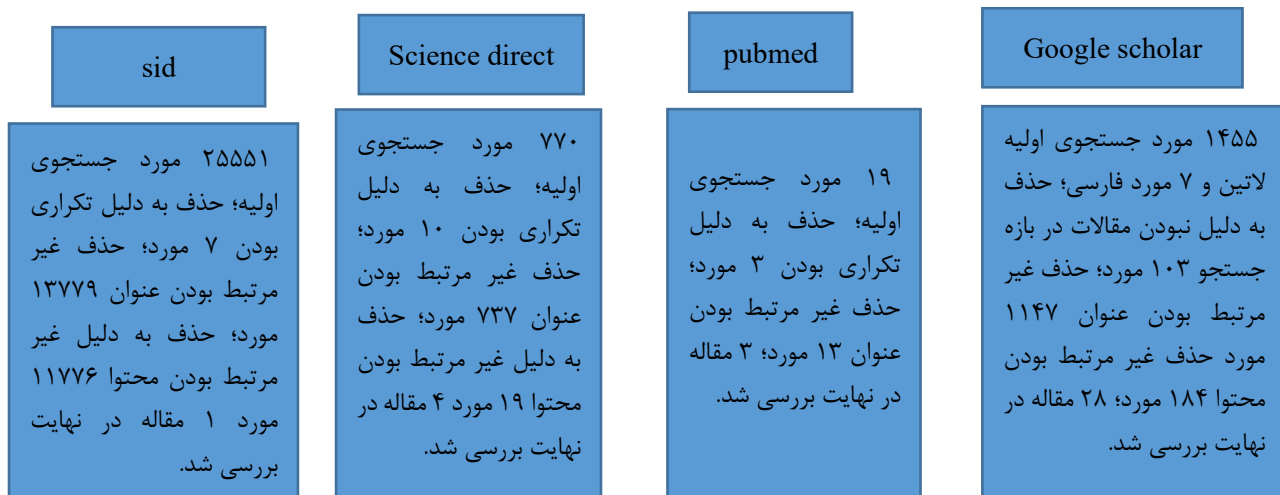 sid
۲۵۵۵۱ مورد جستجوی
اولیه؛ حذف به دلیل تکراری
بودن ۷ مورد؛ حذف غیر
مرتبط بودن عنوان ۱۳۷۷۹
مورد؛ حذف به دلیل غیر
مرتبط بودن محتوا ۱۱۷۷۶
مورد ۱ مقاله در نهایت
بررسی شد.
Science direct
۷۷۰ مورد جستجوی
اولیه؛ حذف به دلیل
تکراری بودن ۱۰ مورد؛
حذف غیر مرتبط بودن
عنوان ۷۳۷ مورد؛ حذف
به دلیل غیر مرتبط بودن
محتوا ۱۹ مورد ۴ مقاله در
نهایت بررسی شد.
pubmed
۱۹ مورد جستجوی
اولیه؛ حذف به دلیل
تکراری بودن ۳ مورد؛
حذف غیر مرتبط بودن
عنوان ۱۳ مورد؛ ۳ مقاله
در نهایت بررسی شد.
Google scholar
۱۴۵۵ مورد جستجوی اولیه
لاتین و ۷ مورد فارسی؛ حذف
به دلیل نبودن مقالات در بازه
جستجو ۱۰۳ مورد؛ حذف غیر
مرتبط بودن عنوان ۱۱۴۷
مورد حذف غیر مرتبط بودن
محتوا ۱۸۴ مورد؛ ۲۸ مقاله در
نهایت بررسی شد.